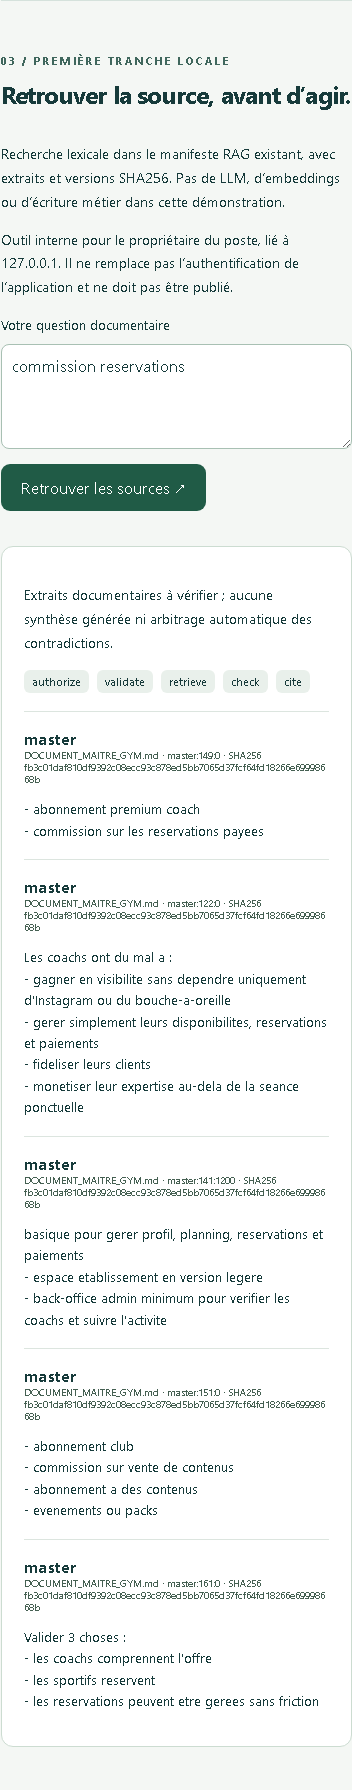 03 / PREMIÈRE TRANCHE LOCALE
Retrouver la source, avant d’agir.
Recherche lexicale dans le manifeste RAG existant, avec
extraits et versions SHA256. Pas de LLM, d’embeddings
ou d’écriture métier dans cette démonstration.
Outil interne pour le propriétaire du poste, lié à
127.0.0.1. Il ne remplace pas l’authentification de
l’application et ne doit pas être publié.
Votre question documentaire
commission reservations
Retrouver les sources ↗
Extraits documentaires à vérifier ; aucune
synthèse générée ni arbitrage automatique des
contradictions.
authorize validate retrieve check cite
master
DOCUMENT_MAITRE_GYM.md · master:149:0 · SHA256
fb3c01daf810df9392c08ecc93c878ed5bb7065d37fcf64fd18266e699986
68b
- abonnement premium coach
- commission sur les reservations payees
master
DOCUMENT_MAITRE_GYM.md · master:122:0 · SHA256
fb3c01daf810df9392c08ecc93c878ed5bb7065d37fcf64fd18266e699986
68b
Les coachs ont du mal a :
- gagner en visibilite sans dependre uniquement
d'Instagram ou du bouche-a-oreille
- gerer simplement leurs disponibilites, reservations
et paiements
- fideliser leurs clients
- monetiser leur expertise au-dela de la seance
ponctuelle
master
DOCUMENT_MAITRE_GYM.md · master:141:1200 · SHA256
fb3c01daf810df9392c08ecc93c878ed5bb7065d37fcf64fd18266e699986
68b
basique pour gerer profil, planning, reservations et
paiements
- espace etablissement en version legere
- back-office admin minimum pour verifier les
coachs et suivre l'activite
master
DOCUMENT_MAITRE_GYM.md · master:151:0 · SHA256
fb3c01daf810df9392c08ecc93c878ed5bb7065d37fcf64fd18266e699986
68b
- abonnement club
- commission sur vente de contenus
- abonnement a des contenus
- evenements ou packs
master
DOCUMENT_MAITRE_GYM.md · master:161:0 · SHA256
fb3c01daf810df9392c08ecc93c878ed5bb7065d37fcf64fd18266e699986
68b
Valider 3 choses :
- les coachs comprennent l'offre
- les sportifs reservent
- les reservations peuvent etre gerees sans friction